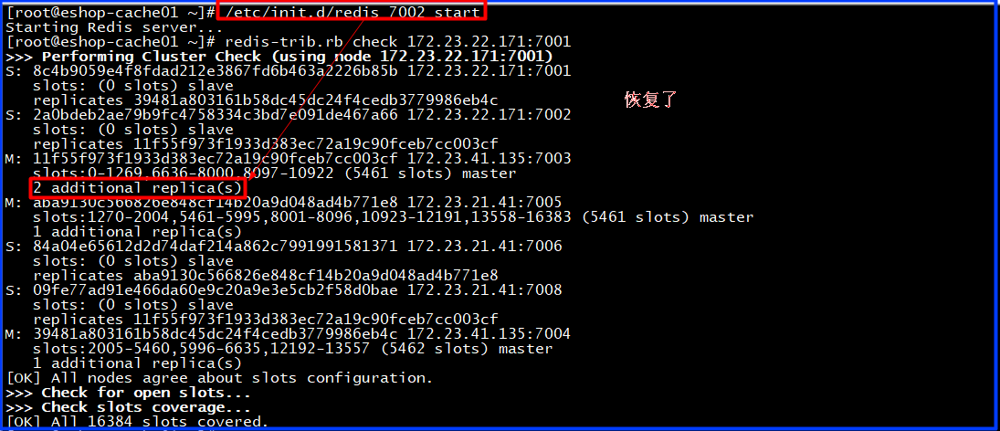 [root@eshop-cache01 ~]# /etc/init.d/redis_7002 start
Starting Redis server...
[root@eshop-cache01 ~]# redis-trib.rb check 172.23.22.171:7001
>>> Performing Cluster Check (using node 172.23.22.171:7001)
S: 8c4b9059e4f8fdad212e3867fd6b463a2226b85b 172.23.22.171:7001
slots: (0 slots) slave
replicates 39481a803161b58dc45dc24f4cedb3779986eb4c
恢复了
S: 2a0bdeb2ae79b9fc4758334c3bd7e091de467a66 172.23.22.171:7002
slots: (0 slots) slave
replicates 11f55f973f1933d383ec72a19c90fceb7cc003cf
M: 11f55f973f1933d383ec72a19c90fceb7cc003cf 172.23.41.135:7003
slots:0-1269,6636-8000,8097-10922 (5461 slots) master
2 additional replica(s)
M: aba9130c566826e848cf14b20a9d048ad4b771e8 172.23.21.41:7005
slots:1270-2004,5461-5995,8001-8096,10923-12191,13558-16383 (5461 slots) master
1 additional replica(s)
S: 84a04e65612d2d74daf214a862c7991991581371 172.23.21.41:7006
slots: (0 slots) slave
replicates aba9130c566826e848cf14b20a9d048ad4b771e8
S: 09fe77ad91e466da60e9c20a9e3e5cb2f58d0bae 172.23.21.41:7008
slots: (0 slots) slave
replicates 11f55f973f1933d383ec72a19c90fceb7cc003cf
M: 39481a803161b58dc45dc24f4cedb3779986eb4c 172.23.41.135:7004
slots:2005-5460,5996-6635,12192-13557 (5462 slots) master
1 additional replica(s)
[OK] All nodes agree about slots configuration.
>>> Check for open slots...
>>> Check slots coverage...
[OK] All 16384 slots covered.